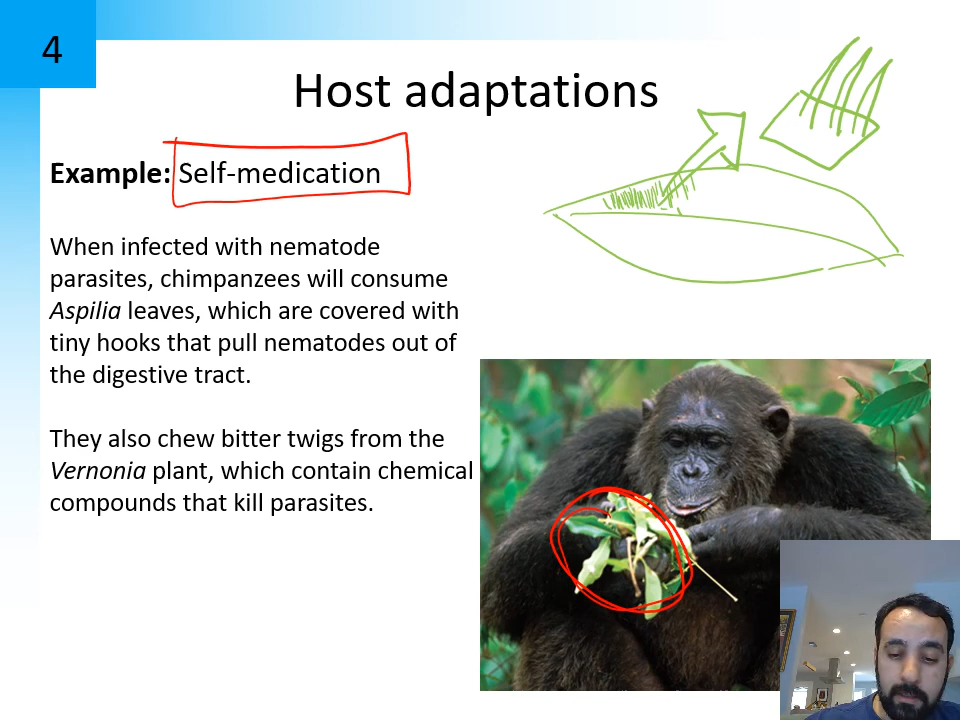 4
Host adaptations
Example: Self-medication
When infected with nematode
parasites, chimpanzees will consume
Aspilia leaves, which are covered with
tiny hooks that pull nematodes out of
the digestive tract.
They also chew bitter twigs from the
Vernonia plant, which contain chemical
compounds that kill parasites.